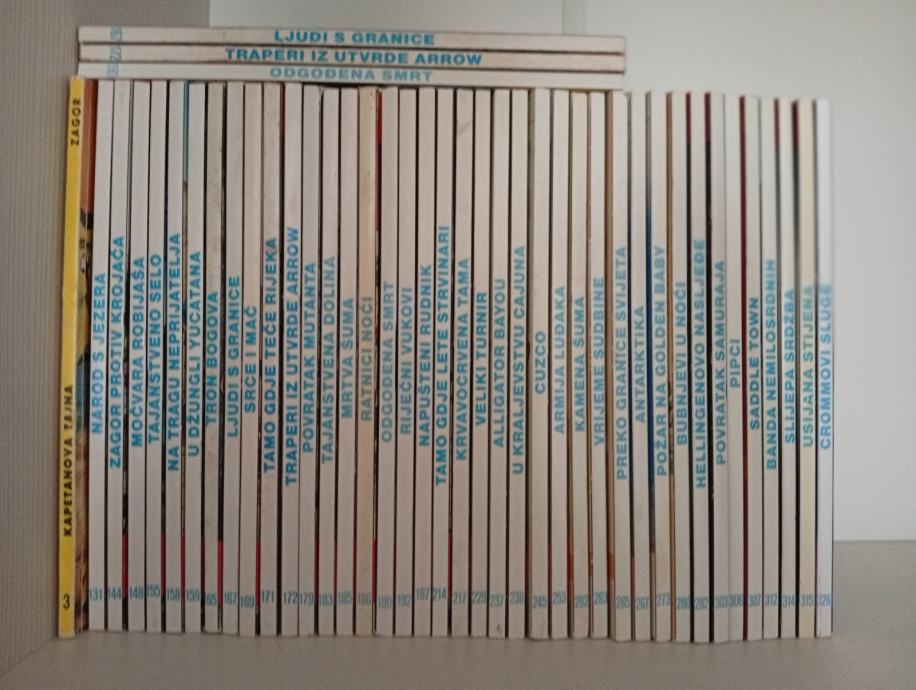 LJUDI S GRANICE
TRAPERI IZ UTVRDE ARROW
ODGOĐENA SMRT
ZAGOR KAPETANOVA TAJNA 3
NAROD S JEZERA 131
ZAGOR PROTIV KROJAČA 144
MOČVARA ROBIJAŠA 148
TAJANSTVENO SELO 155
NA TRAGU NEPRIJATELJA 158
U DŽUNGLI YUCATANA 159
TRON BOGOVA 165
LJUDI S GRANICE 167
SRCE I MAČ 169
TAMO GDJE TEČE RIJEKA 171
TRAPERI IZ UTVRDE ARROW 172
POVRATAK MUTANTA 179
TAJANSTVENA DOLINA 183
MRTVA ŠUMA 185
RATNICI NOĆI 186
ODGOĐENA SMRT 190
RIJEČNI VUKOVI 192
NAPUŠTENI RUDNIK 197
TAMO GDJE LETE STRVINARI 214
KRVAVOCRVENA TAMA 217
VELIKI TURNIR 229
ALLIGATOR BAYOU 237
U KRALJEVSTVU CAJUNA 238
CUZCO 245
ARMIJA LUĐAKA 253
KAMENA ŠUMA 262
VRIJEME SUDBINE 263
PREKO GRANICE SVIJETA 265
ANTARKTIKA 267
POŽAR NA GOLDEN BABY 273
BUBNJEVI U NOĆI 280
HELLINGENOVO NASLJEĐE 282
POVRATAK SAMURAJA 303
PIPCI 306
SADDLE TOWN 307
BANDA NEMILOSRDNIH 312
SLIJEPA SRDŽBA 314
USIJANA STIJENA 315
CROMMOVI SLUGE 326